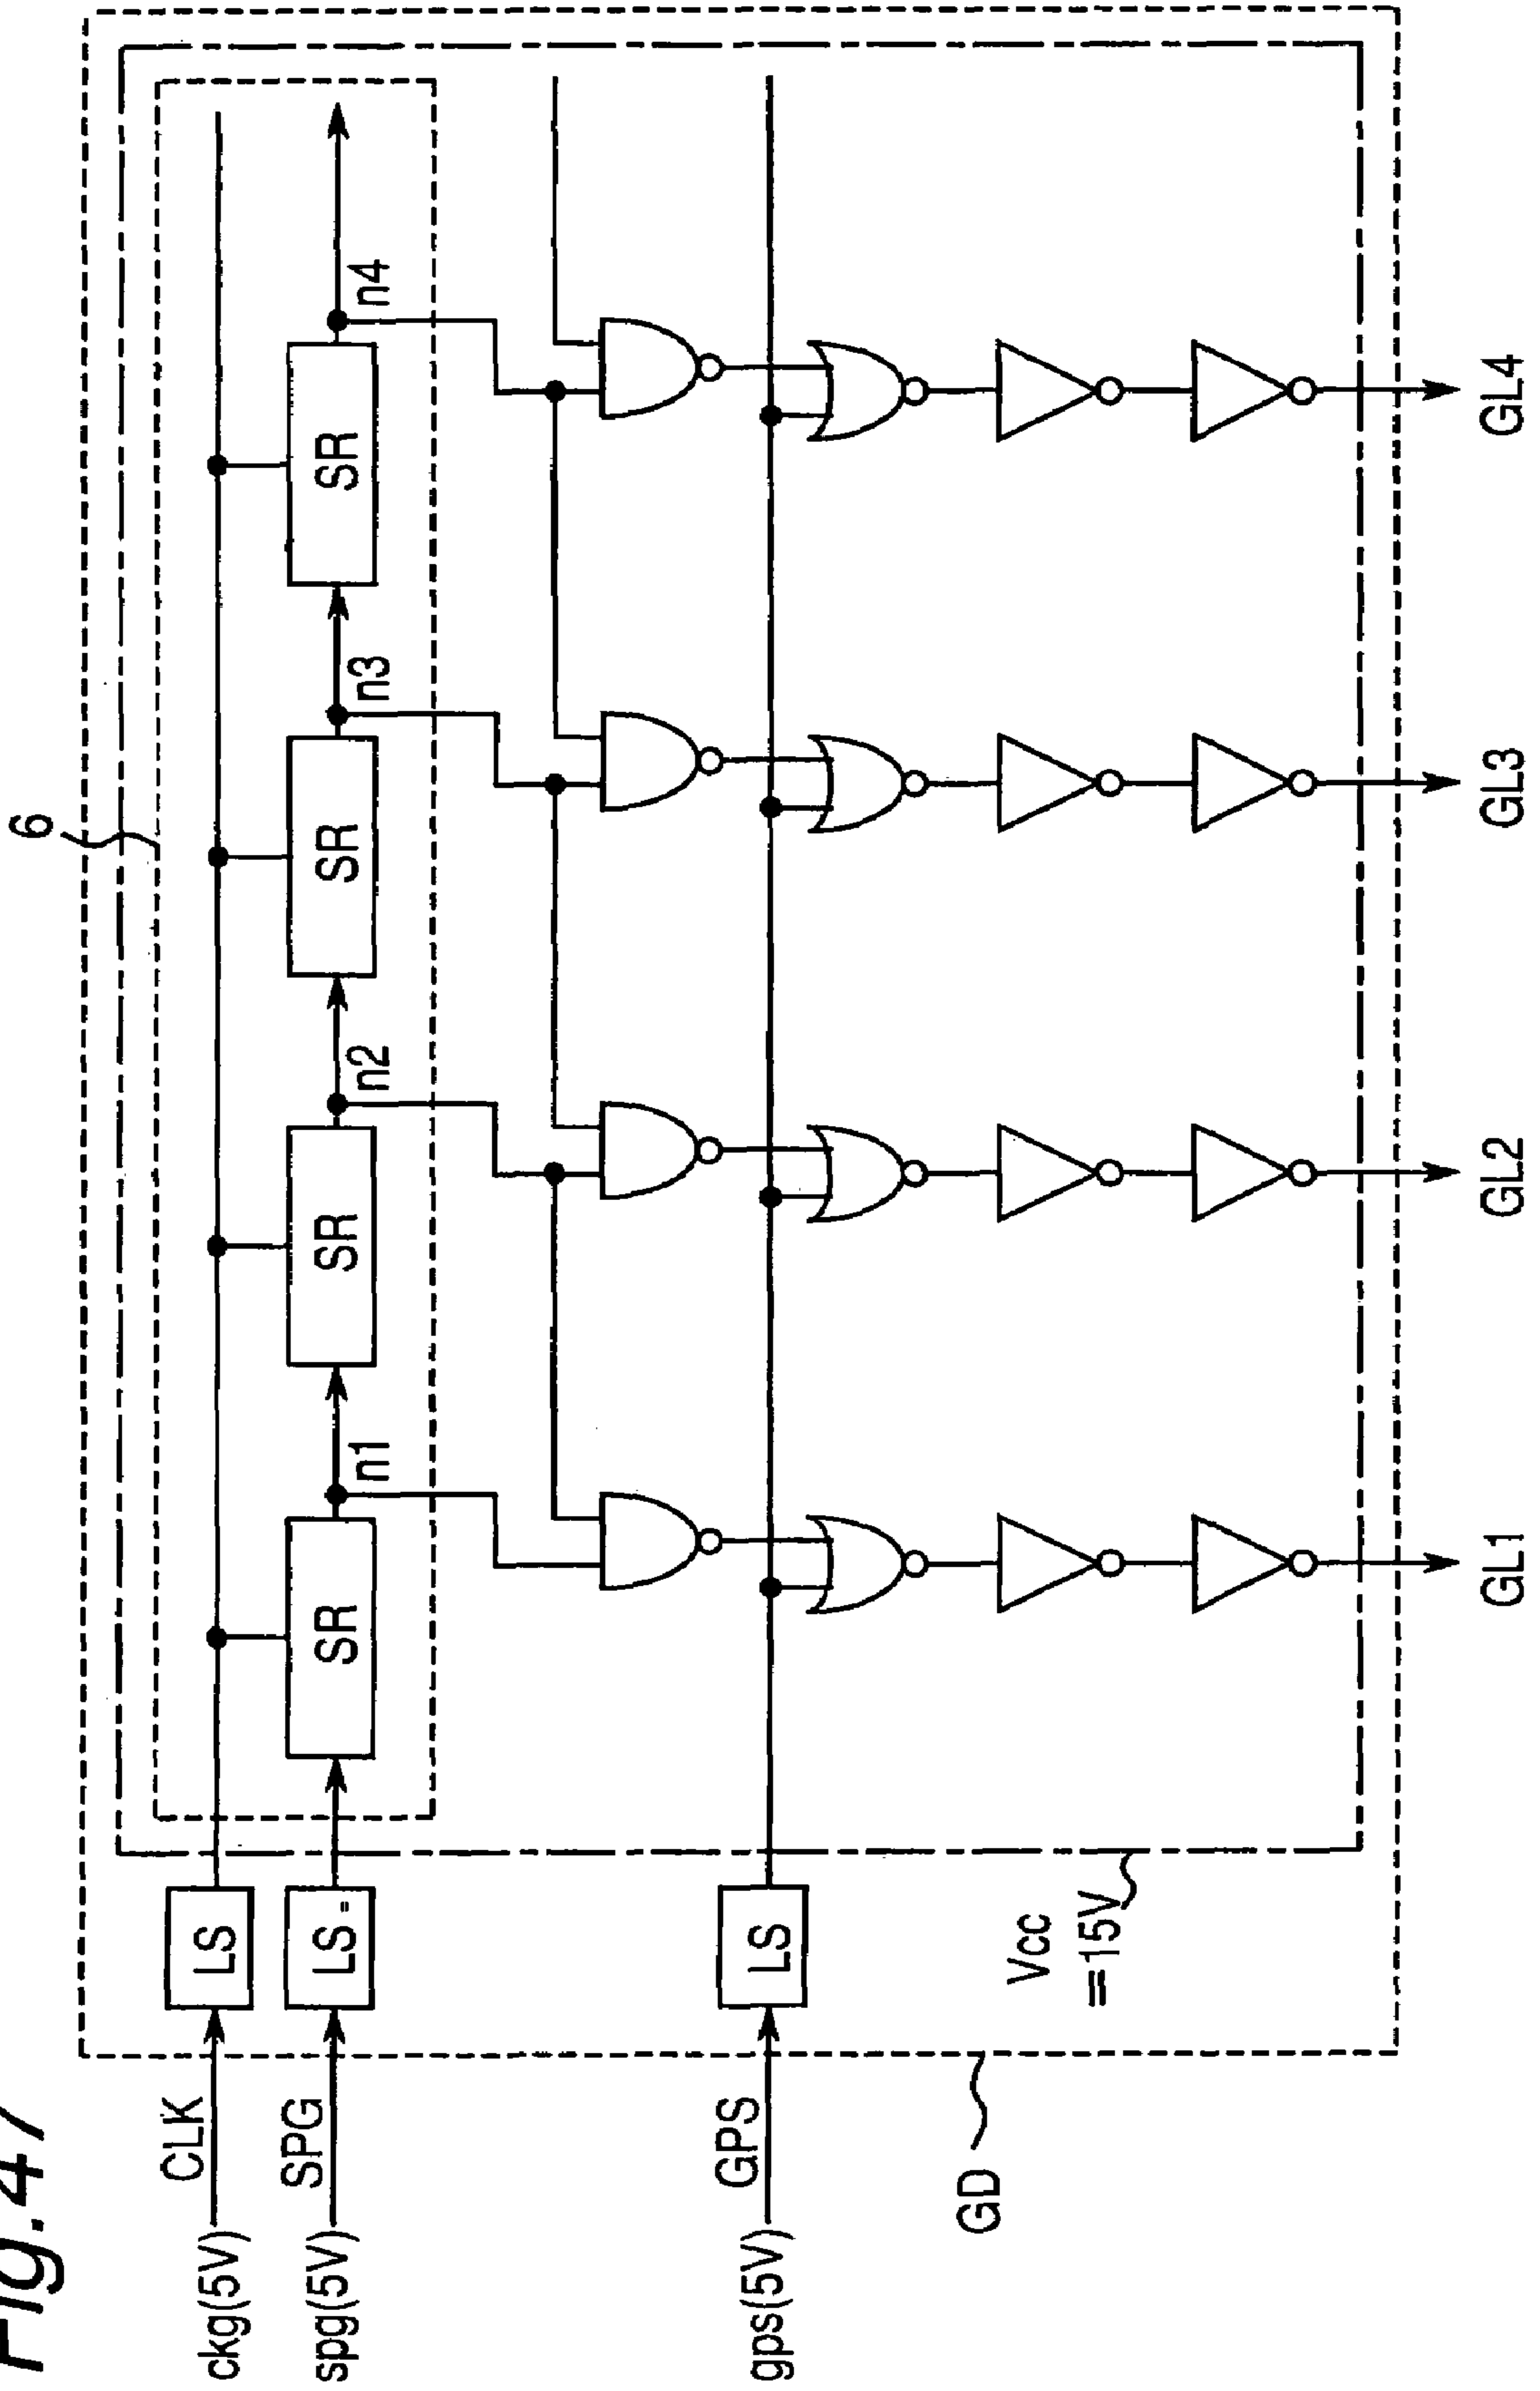 Fig.47
6
ckg(5V)
CLK
LS
spg(5V)
SPG
LS
SR
n1
SR
n2
SR
n3
SR
n4
gps(5V)
GPS
LS
GD
Vcc
=15V
GL1
GL2
GL3
GL4